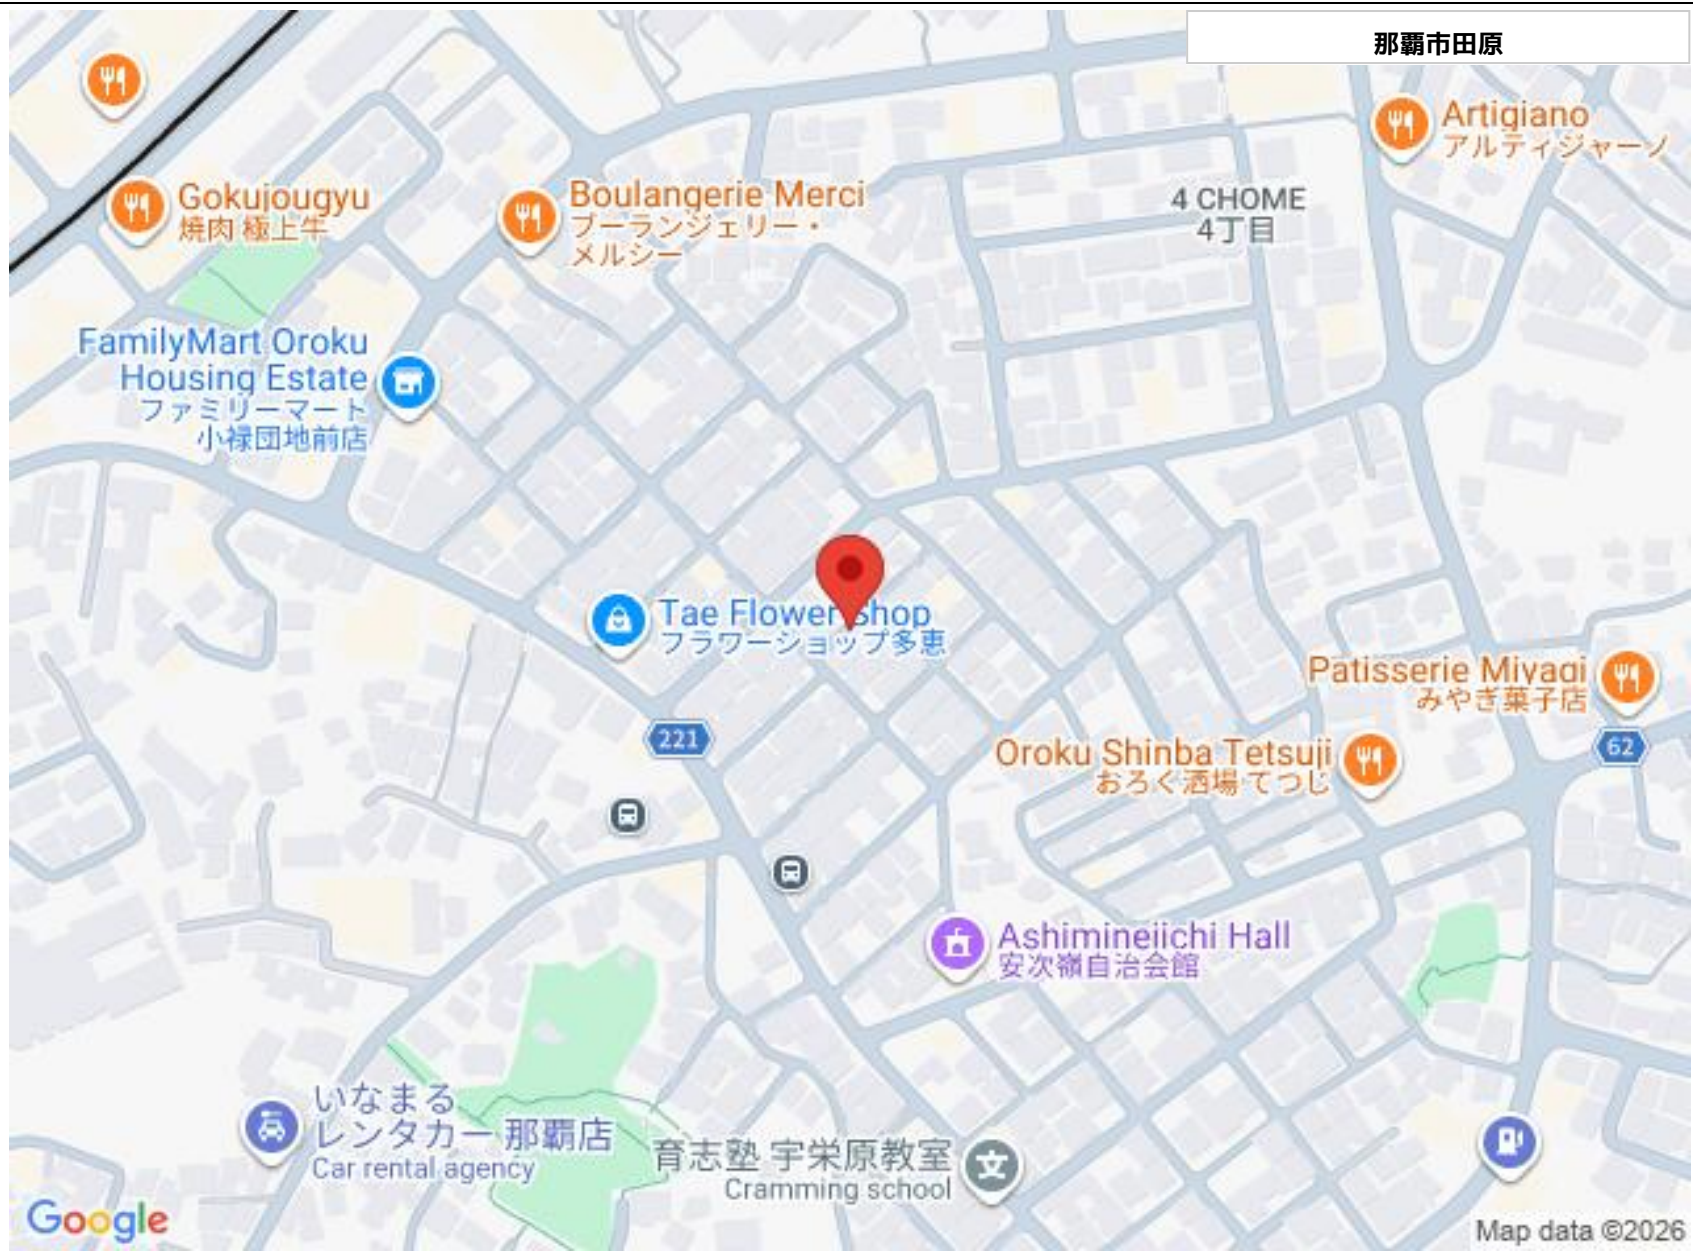 那覇市田原
Artigiano
アルティジャーノ
Gokujougyu
焼肉 極上牛
Boulangerie Merci
ブーランジェリー・
メルシー
4 CHOME
4丁目
FamilyMart Oroku
Housing Estate
ファミリーマート
小禄団地前店
Tae Flower shop
フラワーショップ多恵
Patisserie Miyagi
みやぎ菓子店
221
62
Oroku Shinba Tetsuji
おろく酒場 てつじ
Ashimineiichi Hall
安次嶺自治会館
いなまる
レンタカー 那覇店
Car rental agency
育志塾 宇栄原教室
Cramming school
文
Google
Map data ©2026